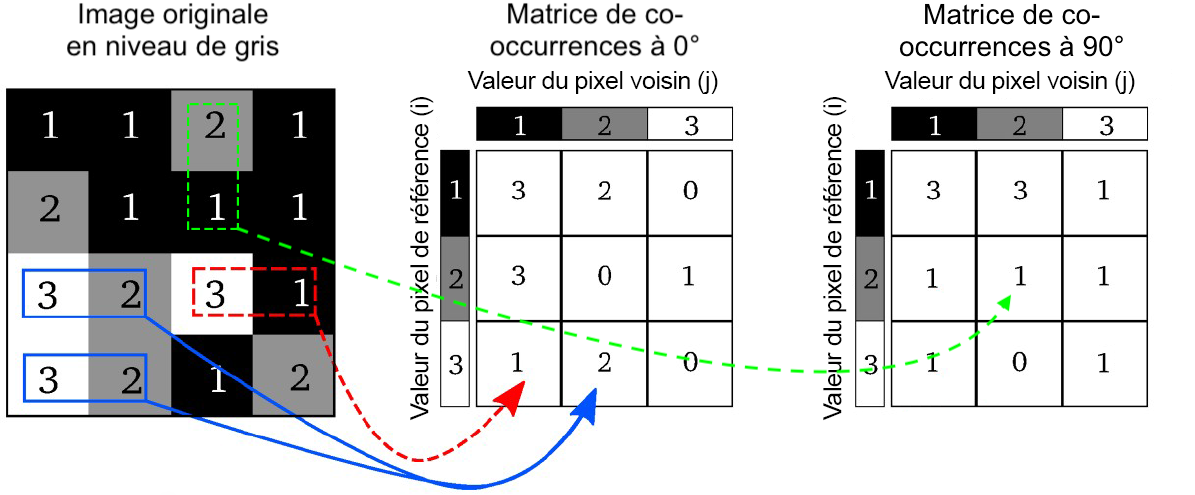 Image originale
en niveau de gris
1 1 2 1
2 1 1 1
3 2 3 1
3 2 1 2
Matrice de co-
occurrences à 0°
Valeur du pixel voisin (j)
Valeur du pixel de référence (i)
1 2 3
1 3 2 0
2 3 0 1
3 1 2 0
Matrice de co-
occurrences à 90°
Valeur du pixel voisin (j)
Valeur du pixel de référence (i)
1 2 3
1 3 3 1
2 1 1 1
3 1 0 1